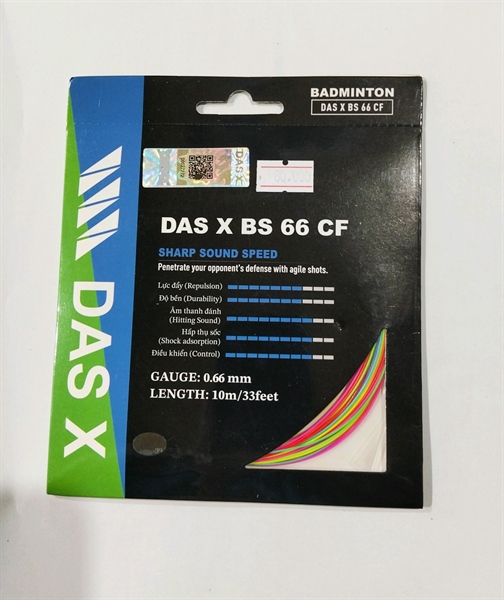 BADMINTON
DAS X BS 66 CF
DAS X
DAS X BS 66 CF
SHARP SOUND SPEED
Penetrate your opponent's defense with agile shots.
Lực đẩy (Repulsion)
Độ bền (Durability)
Âm thanh đánh
(Hitting Sound)
Hấp thụ sốc
(Shock adsorption)
Điều khiển (Control)
GAUGE: 0.66 mm
LENGTH: 10m/33feet
DAS X